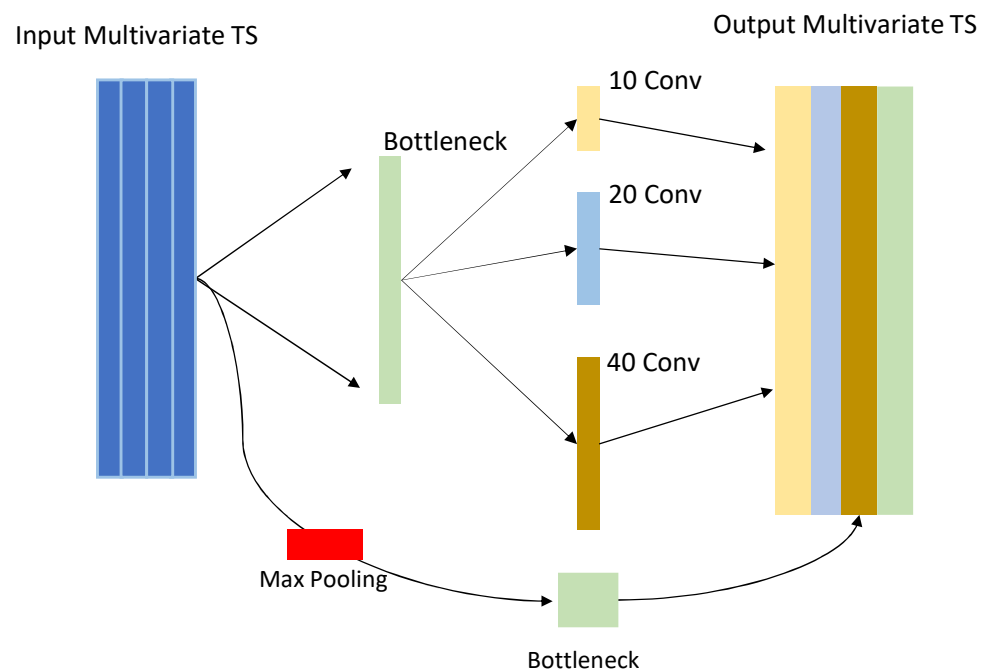 Input Multivariate TS
Output Multivariate TS
10 Conv
Bottleneck
20 Conv
40 Conv
Max Pooling
Bottleneck